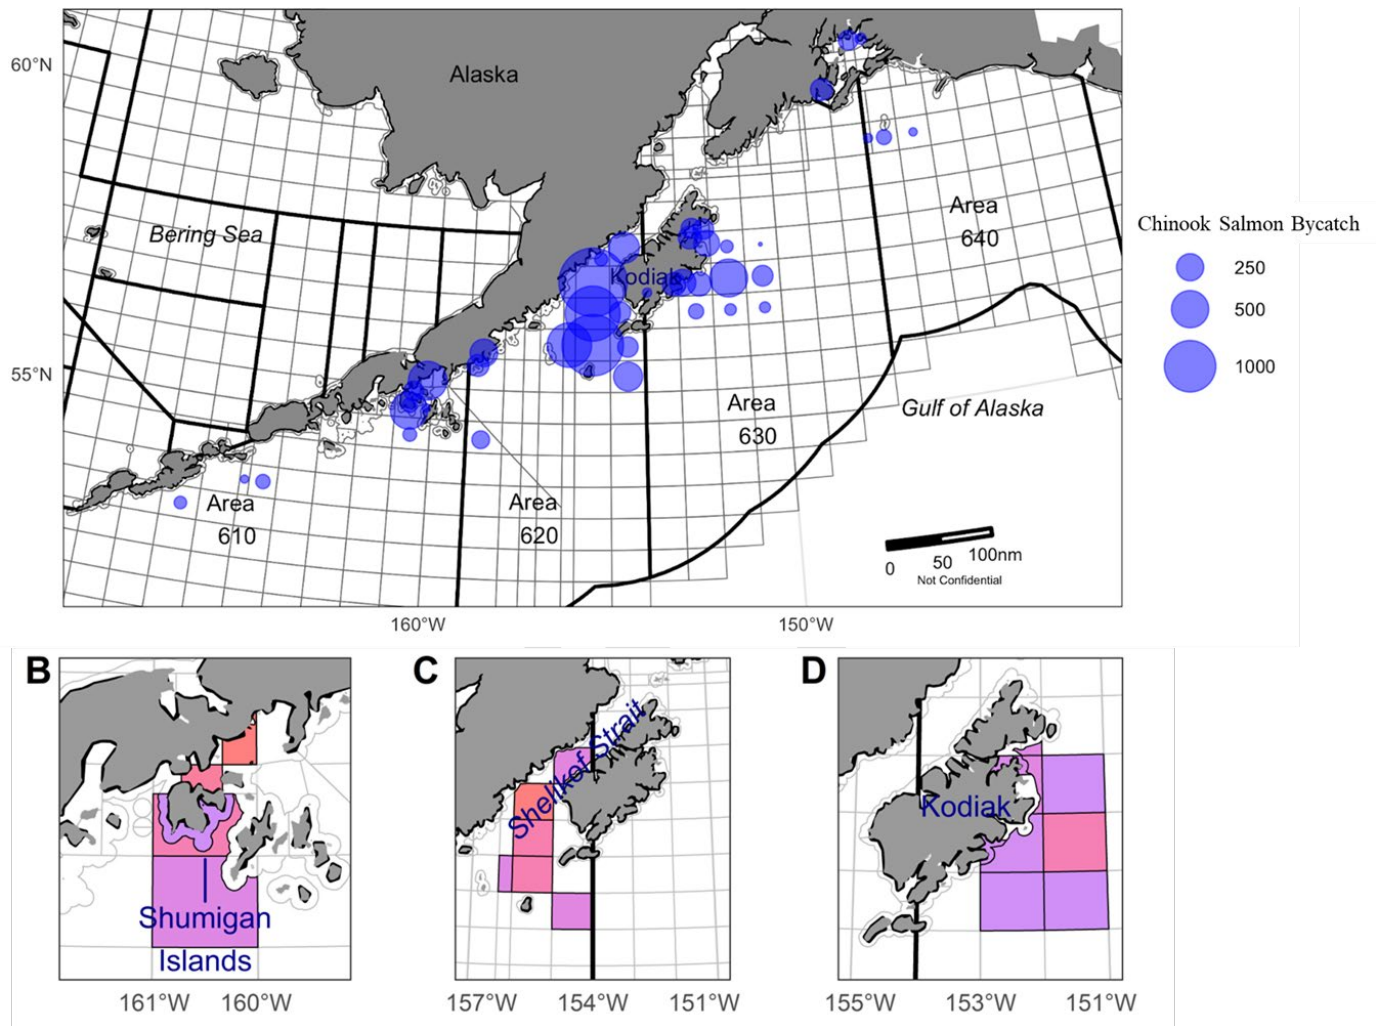 60°N
Alaska
Area
640
Bering Sea
Chinook Salmon Bycatch
250
500
1000
Kodiak
55°N
Area
630
Gulf of Alaska
Area
610
Area
620
0 50 100nm
Not Confidential
160°W 150°W
B
Shumigan
Islands
161°W 160°W
C
Shelikof Strait
157°W 154°W 151°W
D
Kodiak
155°W 153°W 151°W